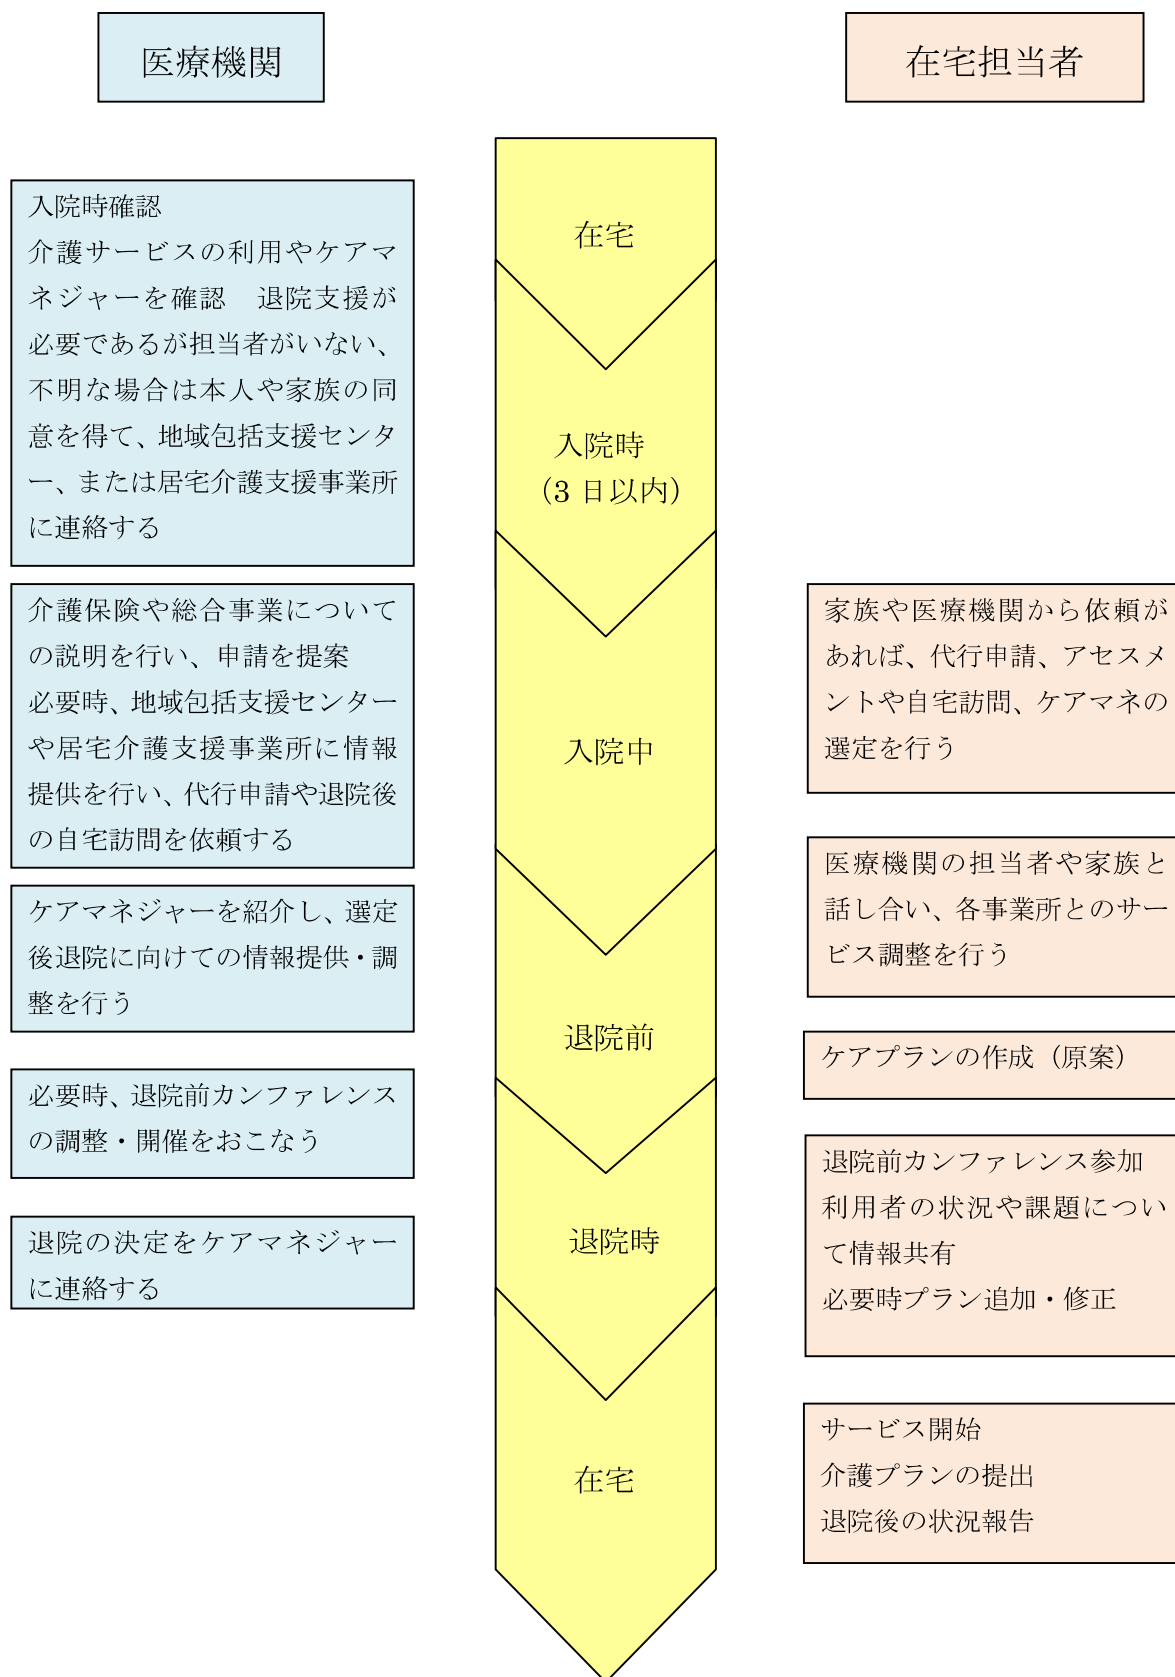 医療機関
在宅担当者
入院時確認
介護サービスの利用やケアマ
ネジャーを確認　退院支援が
必要であるが担当者がいない、
不明な場合は本人や家族の同
意を得て、地域包括支援センタ
ー、または居宅介護支援事業所
に連絡する
介護保険や総合事業について
の説明を行い、申請を提案
必要時、地域包括支援センター
や居宅介護支援事業所に情報
提供を行い、代行申請や退院後
の自宅訪問を依頼する
ケアマネジャーを紹介し、選定
後退院に向けての情報提供・調
整を行う
必要時、退院前カンファレンス
の調整・開催をおこなう
退院の決定をケアマネジャー
に連絡する
在宅
入院時
（3 日以内）
入院中
退院前
退院時
在宅
家族や医療機関から依頼が
あれば、代行申請、アセスメ
ントや自宅訪問、ケアマネの
選定を行う
医療機関の担当者や家族と
話し合い、各事業所とのサー
ビス調整を行う
ケアプランの作成（原案）
退院前カンファレンス参加
利用者の状況や課題につい
て情報共有
必要時プラン追加・修正
サービス開始
介護プランの提出
退院後の状況報告